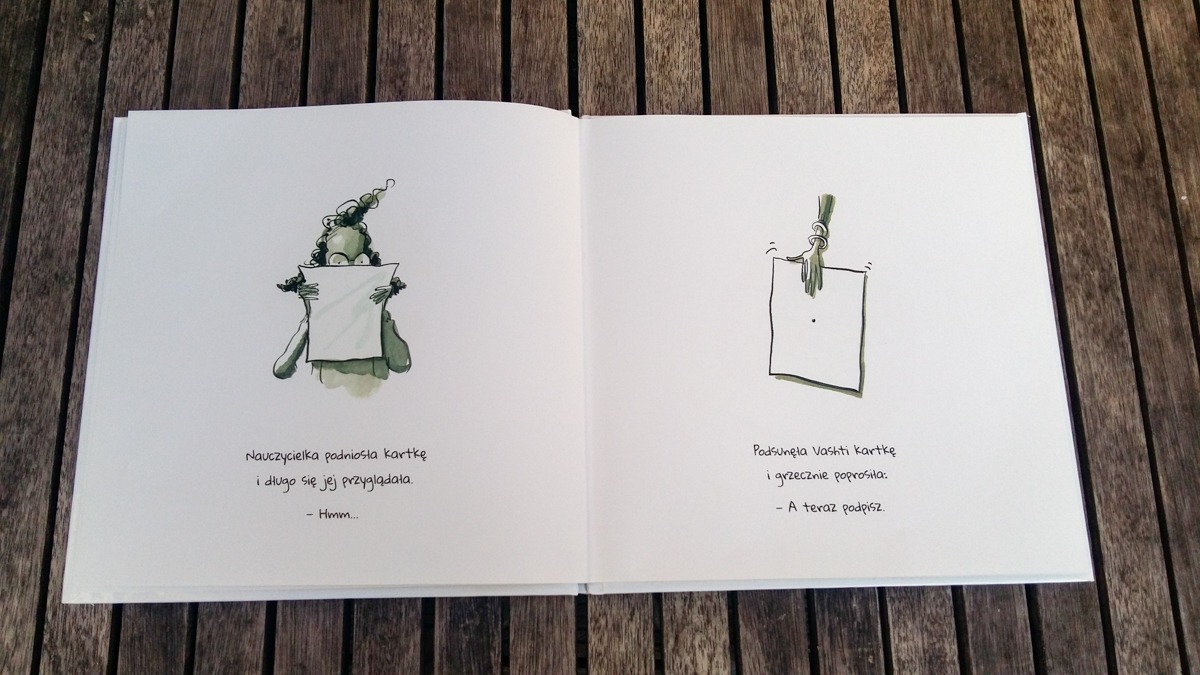 Nauczycielka podniosła kartkę
i długo się jej przyglądała.
– Hmm...
Podsunęła Vashti kartkę
i grzecznie poprosiła:
– A teraz podpisz.